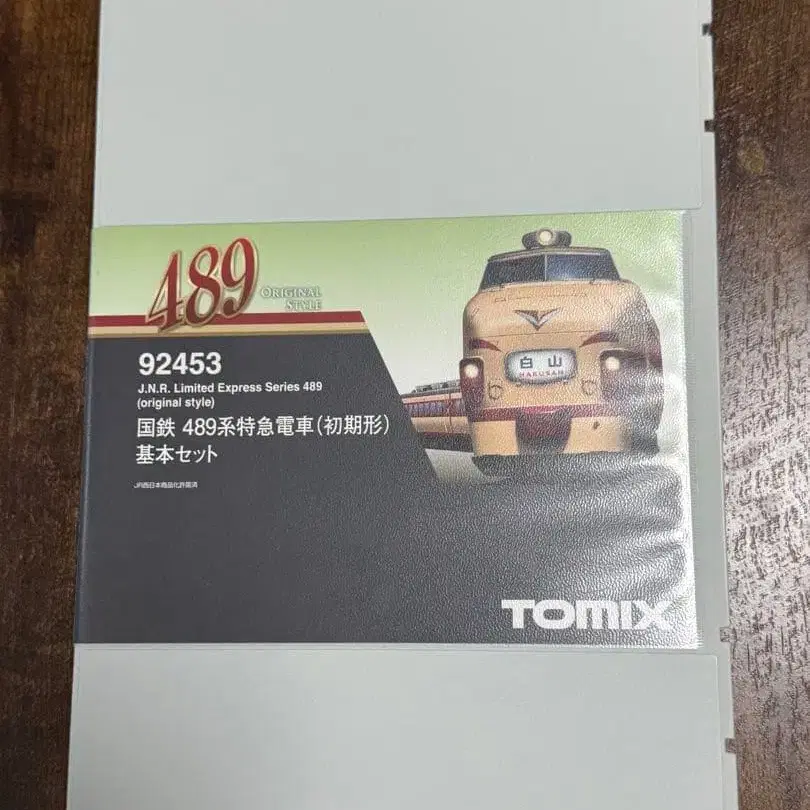 489
ORIGINAL
STYLE
92453
J.N.R. Limited Express Series 489
(original style)
国鉄 489系特急電車(初期形)
基本セット
JR西日本商品化許諾済
白山
HAKUSAN
TOMIX